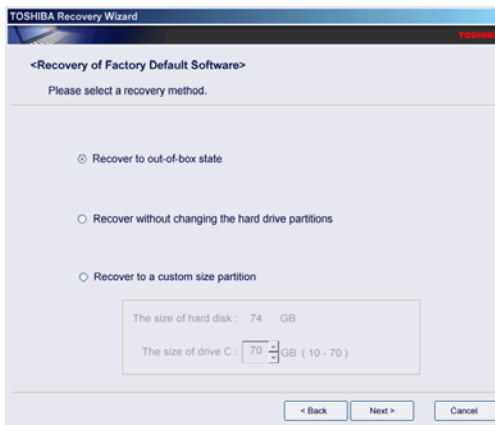 TOSHIBA Recovery Wizard
TOSHIBA
<Recovery of Factory Default Software>
Please select a recovery method.
Recover to out-of-box state
Recover without changing the hard drive partitions
Recover to a custom size partition
The size of hard disk : 74 GB
The size of drive C : 70 GB ( 10 - 70 )
< Back Next > Cancel